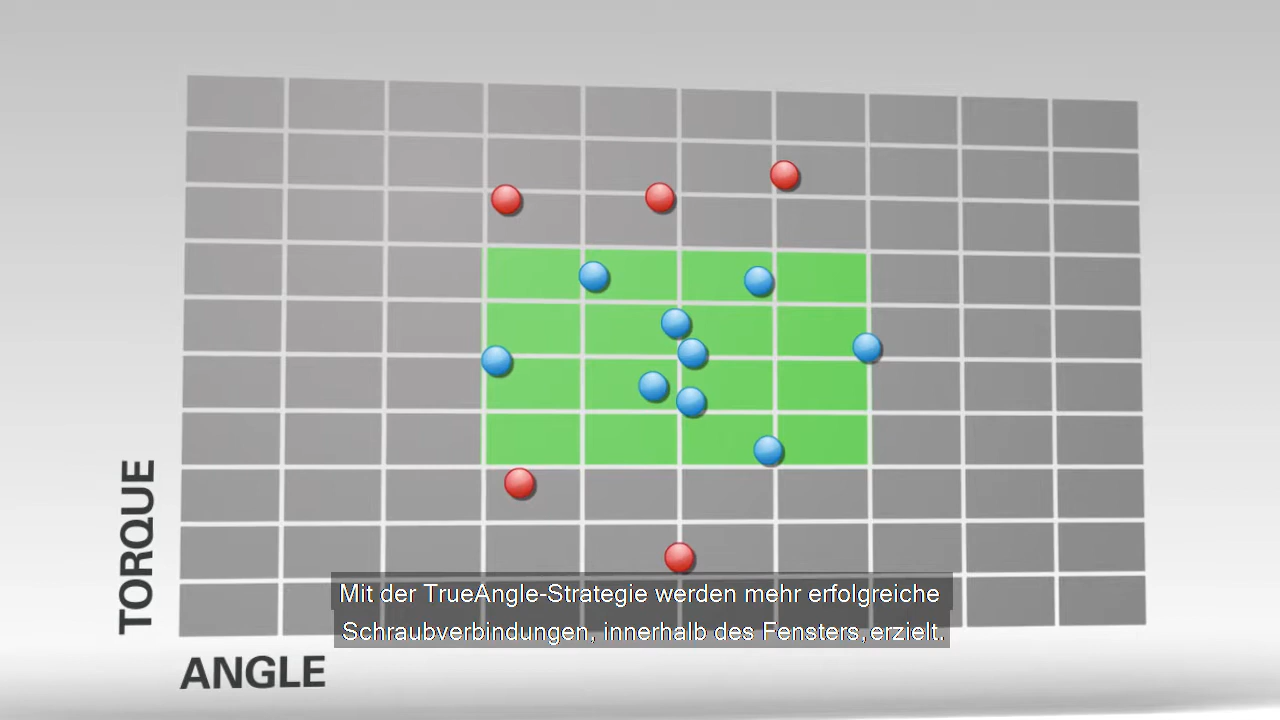 TORQUE
Mit der TrueAngle-Strategie werden mehr erfolgreiche
Schraubverbindungen, innerhalb des Fensters, erzielt.
ANGLE